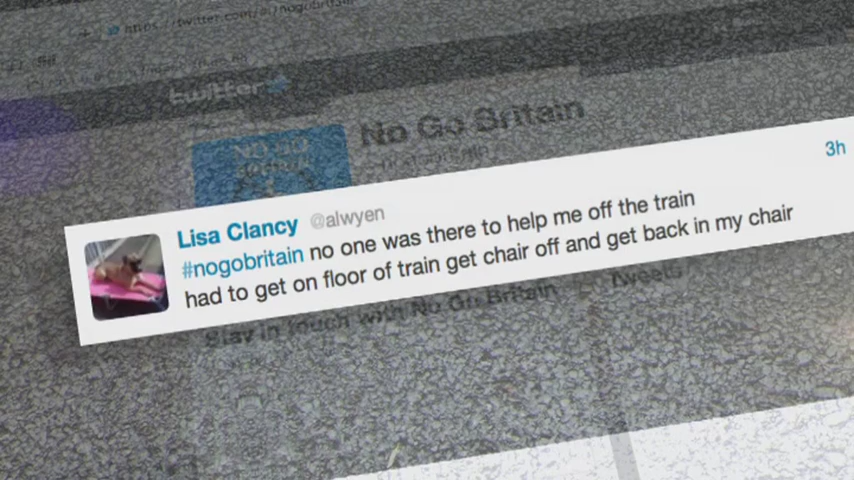 https://twitter.com/#!/nogobritain
twitter
No Go Britain
NO GO
3h
Lisa Clancy @alwyen
#nogobritain no one was there to help me off the train
had to get on floor of train get chair off and get back in my chair
Stay in touch with No Go Britain
Tweets